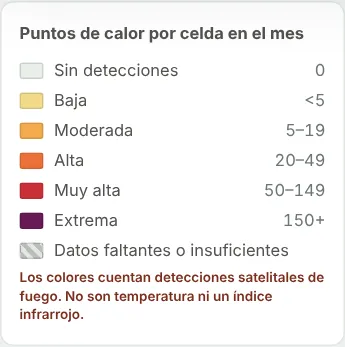 Puntos de calor por celda en el mes
Sin detecciones 0
Baja <5
Moderada 5–19
Alta 20–49
Muy alta 50–149
Extrema 150+
Datos faltantes o insuficientes
Los colores cuentan detecciones satelitales de
fuego. No son temperatura ni un índice
infrarrojo.